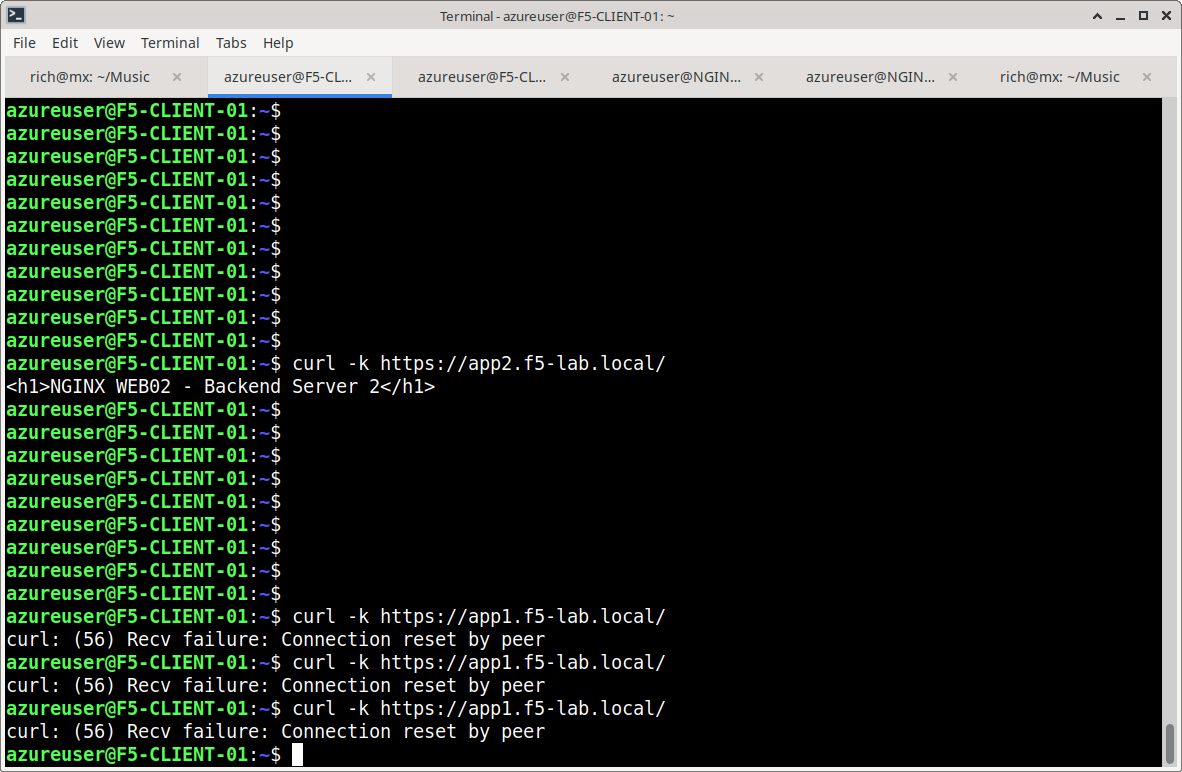 Terminal - azureuser@F5-CLIENT-01: ~
File Edit View Terminal Tabs Help
rich@mx: ~/Music azureuser@F5-CL... azureuser@F5-CL... azureuser@NGIN... azureuser@NGIN... rich@mx: ~/Music
azureuser@F5-CLIENT-01:~$
azureuser@F5-CLIENT-01:~$
azureuser@F5-CLIENT-01:~$
azureuser@F5-CLIENT-01:~$
azureuser@F5-CLIENT-01:~$
azureuser@F5-CLIENT-01:~$
azureuser@F5-CLIENT-01:~$
azureuser@F5-CLIENT-01:~$
azureuser@F5-CLIENT-01:~$
azureuser@F5-CLIENT-01:~$
azureuser@F5-CLIENT-01:~$
azureuser@F5-CLIENT-01:~$ curl -k https://app2.f5-lab.local/
<h1>NGINX WEB02 - Backend Server 2</h1>
azureuser@F5-CLIENT-01:~$
azureuser@F5-CLIENT-01:~$
azureuser@F5-CLIENT-01:~$
azureuser@F5-CLIENT-01:~$
azureuser@F5-CLIENT-01:~$
azureuser@F5-CLIENT-01:~$
azureuser@F5-CLIENT-01:~$
azureuser@F5-CLIENT-01:~$
azureuser@F5-CLIENT-01:~$
azureuser@F5-CLIENT-01:~$ curl -k https://app1.f5-lab.local/
curl: (56) Recv failure: Connection reset by peer
azureuser@F5-CLIENT-01:~$ curl -k https://app1.f5-lab.local/
curl: (56) Recv failure: Connection reset by peer
azureuser@F5-CLIENT-01:~$ curl -k https://app1.f5-lab.local/
curl: (56) Recv failure: Connection reset by peer
azureuser@F5-CLIENT-01:~$